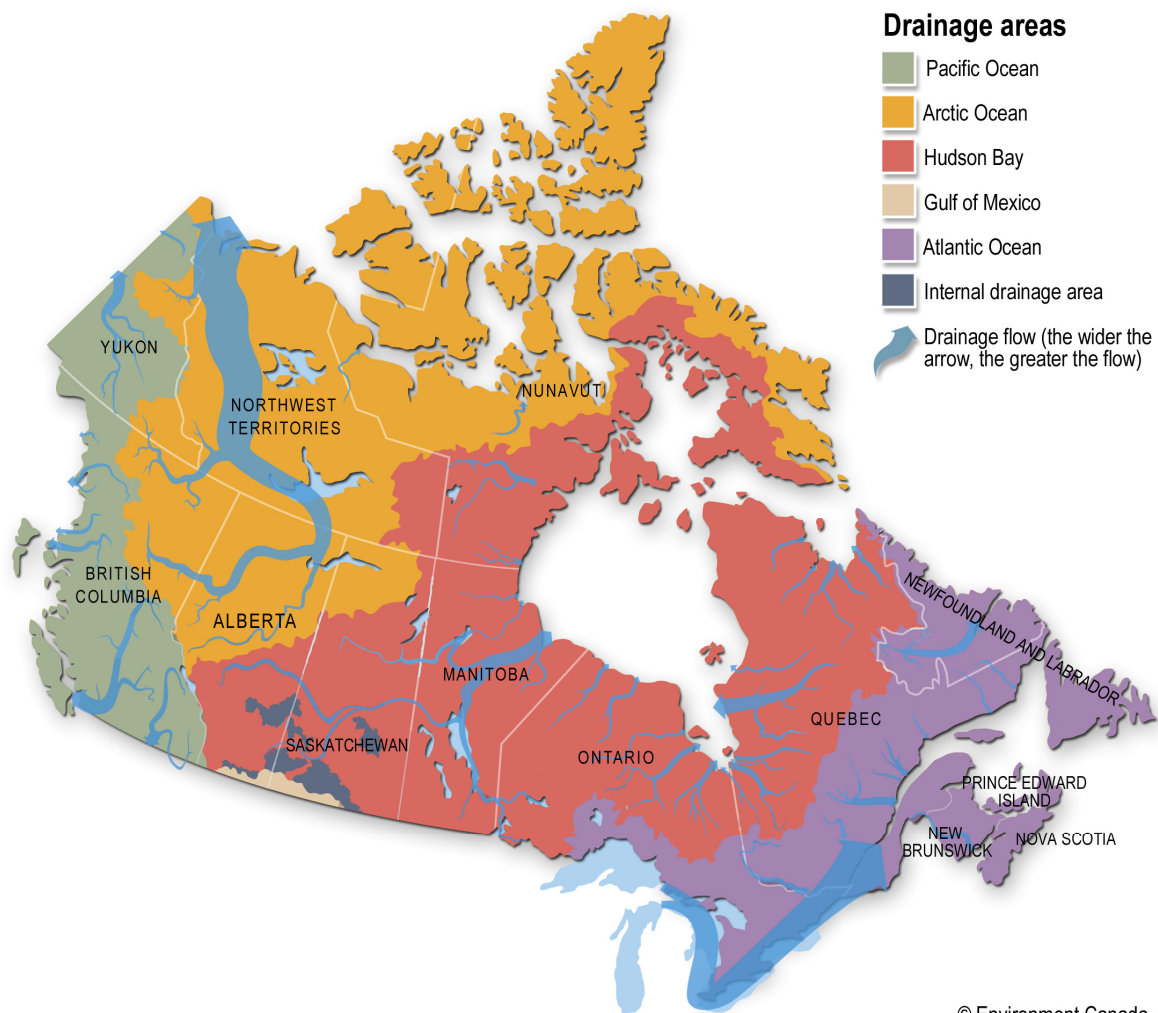 Drainage areas
Pacific Ocean
Arctic Ocean
Hudson Bay
Gulf of Mexico
Atlantic Ocean
Internal drainage area
Drainage flow (the wider the
arrow, the greater the flow)
YUKON
NORTHWEST
TERRITORIES
NUNAVUT
BRITISH
COLUMBIA
ALBERTA
SASKATCHEWAN
MANITOBA
ONTARIO
QUEBEC
NEWFOUNDLAND AND LABRADOR
PRINCE EDWARD
ISLAND
NEW
BRUNSWICK
NOVA SCOTIA
© Environment Canada